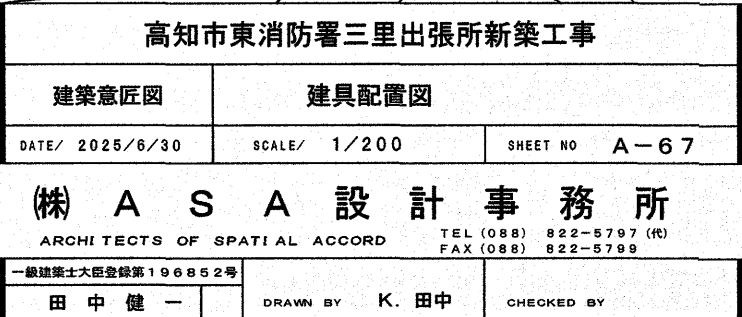 高知市東消防署三里出張所新築工事
建築意匠図 建具配置図
DATE/ 2025/6/30 SCALE/ 1/200 SHEET NO A-67
㈱ ASA設計事務所
ARCHITECTS OF SPATIAL ACCORD
TEL (088) 822-5797 (代)
FAX (088) 822-5799
一級建築士大臣登録第196852号
田中健一 DRAWN BY K. 田中 CHECKED BY